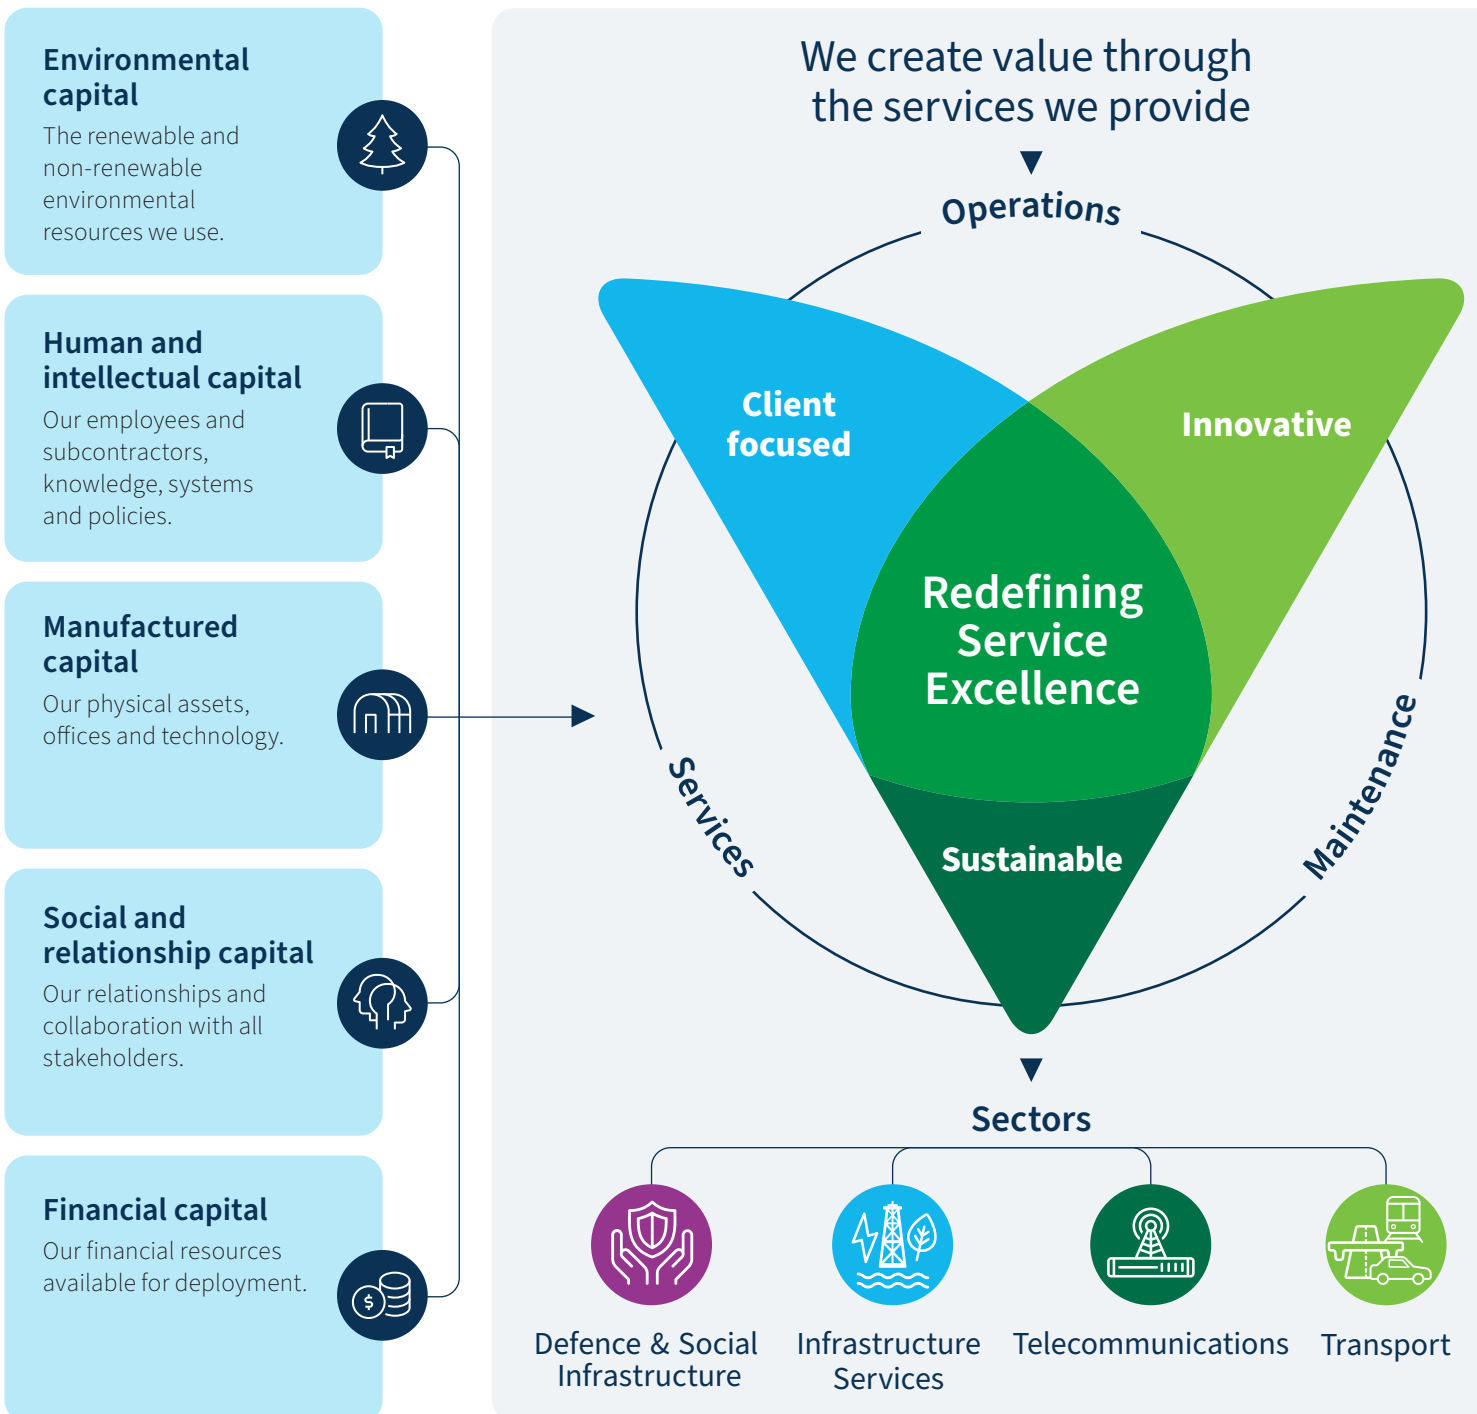 Environmental
capital
The renewable and
non-renewable
environmental
resources we use.
Human and
intellectual capital
Our employees and
subcontractors,
knowledge, systems
and policies.
Manufactured
capital
Our physical assets,
offices and technology.
Social and
relationship capital
Our relationships and
collaboration with all
stakeholders.
Financial capital
Our financial resources
available for deployment.
$
We create value through
the services we provide
Operations
Client
focused
Innovative
Redefining
Service
Excellence
Services
Maintenance
Sustainable
Sectors
Defence & Social
Infrastructure
Infrastructure
Services
Telecommunications
Transport